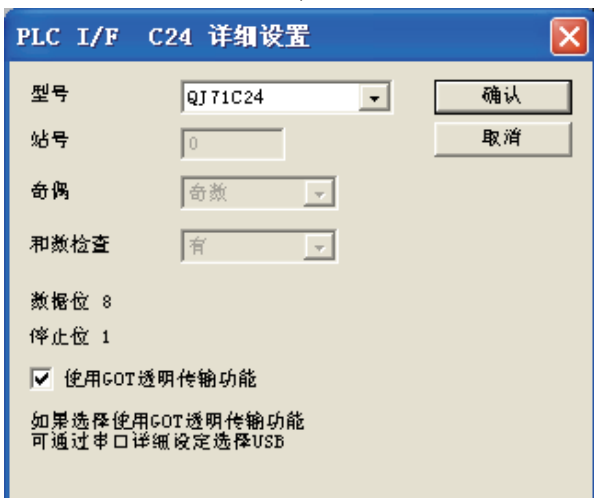 PLC I/F C24 详细设置
型号 QJ71C24 确认
站号 0 取消
奇偶 奇数
和数检查 有
数据位 8
停止位 1
使用GOT透明传输功能
如果选择使用GOT透明传输功能
可通过串口详细设定选择USB